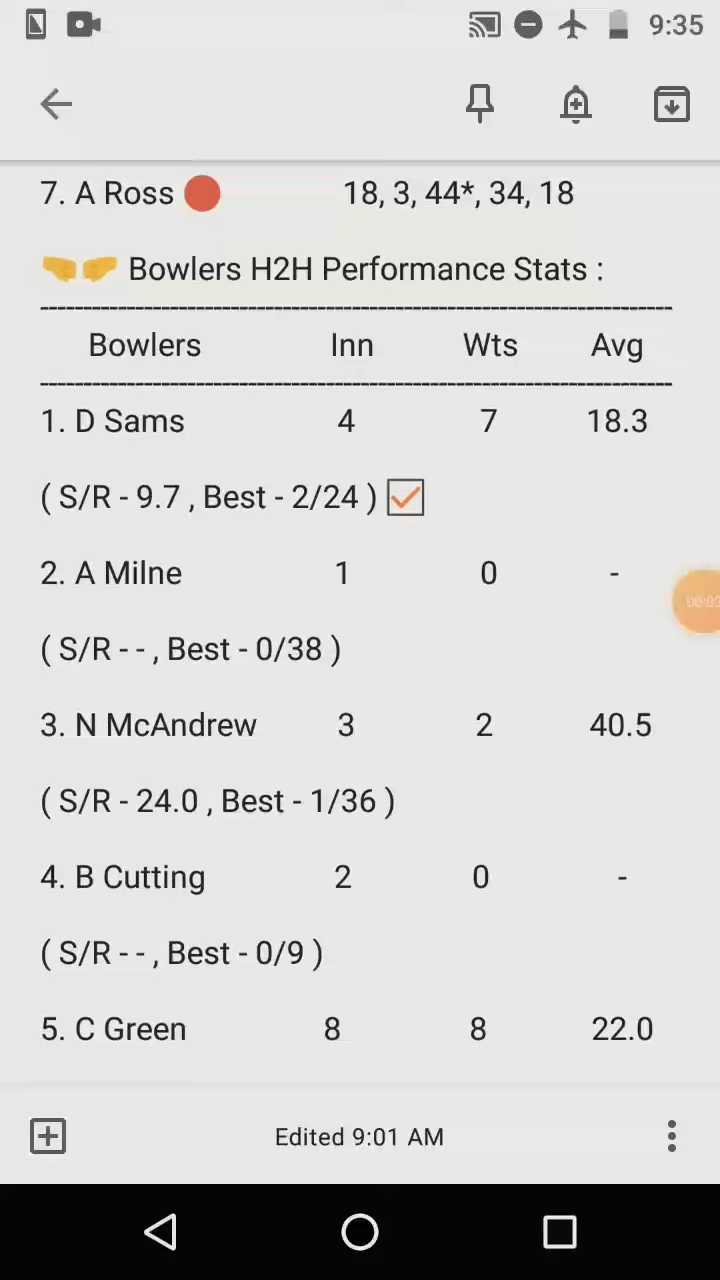 9:35
7. A Ross 18, 3, 44*, 34, 18
Bowlers H2H Performance Stats :
Bowlers Inn Wts Avg
1. D Sams 4 7 18.3
( S/R - 9.7 , Best - 2/24 )
2. A Milne 1 0 -
( S/R - - , Best - 0/38 )
3. N McAndrew 3 2 40.5
( S/R - 24.0 , Best - 1/36 )
4. B Cutting 2 0 -
( S/R - - , Best - 0/9 )
5. C Green 8 8 22.0
Edited 9:01 AM